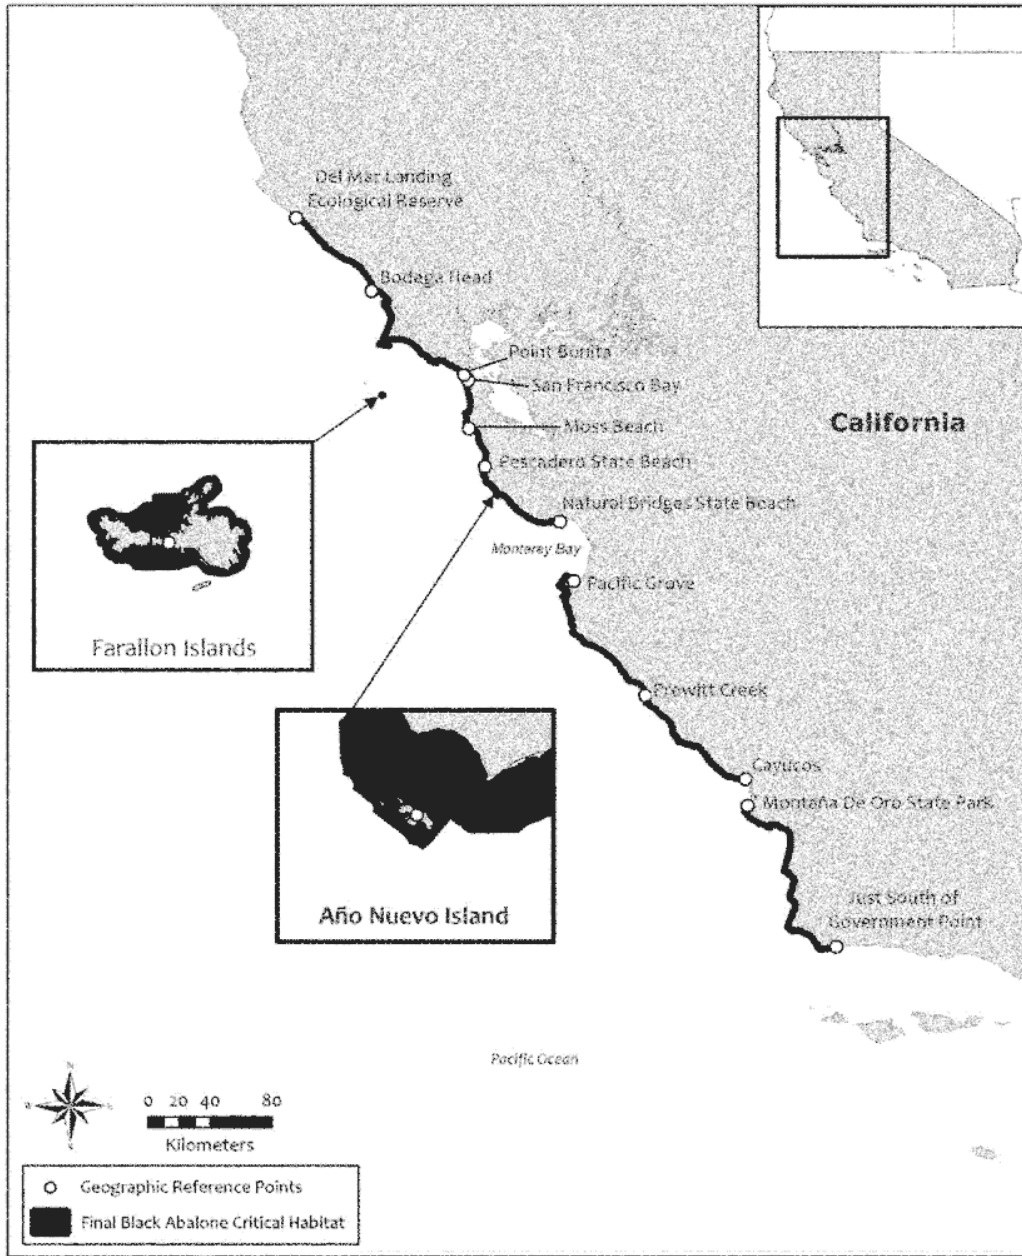 Del Mar Landing
Ecological Reserve
Bodega Head
Point Bonita
San Francisco Bay
California
Moss Beach
Pescadero State Beach
Natural Bridges State Beach
Monterey Bay
Pacific Grove
Farallon Islands
Prewitt Creek
Cayucos
Montaña De Oro State Park
Año Nuevo Island
Just South of
Government Point
Pacific Ocean
N
0 20 40 80
Kilometers
Geographic Reference Points
Final Black Abalone Critical Habitat